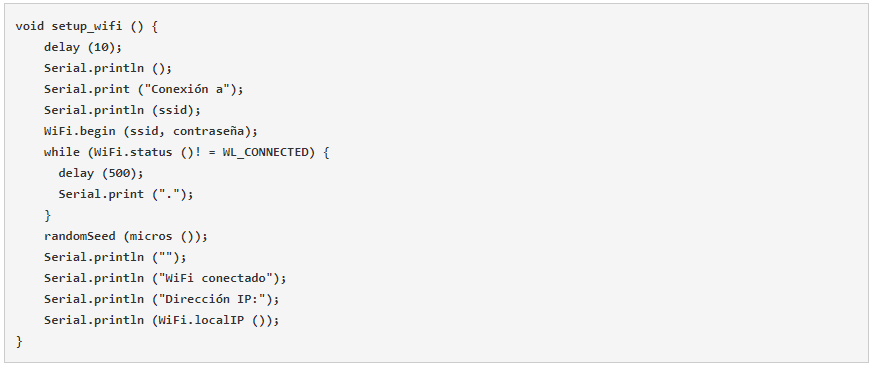 void setup_wifi () {
    delay (10);
    Serial.println ();
    Serial.print ("Conexión a");
    Serial.println (ssid);
    WiFi.begin (ssid, contraseña);
    while (WiFi.status ()! = WL_CONNECTED) {
      delay (500);
      Serial.print (".");
    }
    randomSeed (micros ());
    Serial.println ("");
    Serial.println ("WiFi conectado");
    Serial.println ("Dirección IP:");
    Serial.println (WiFi.localIP ());
}